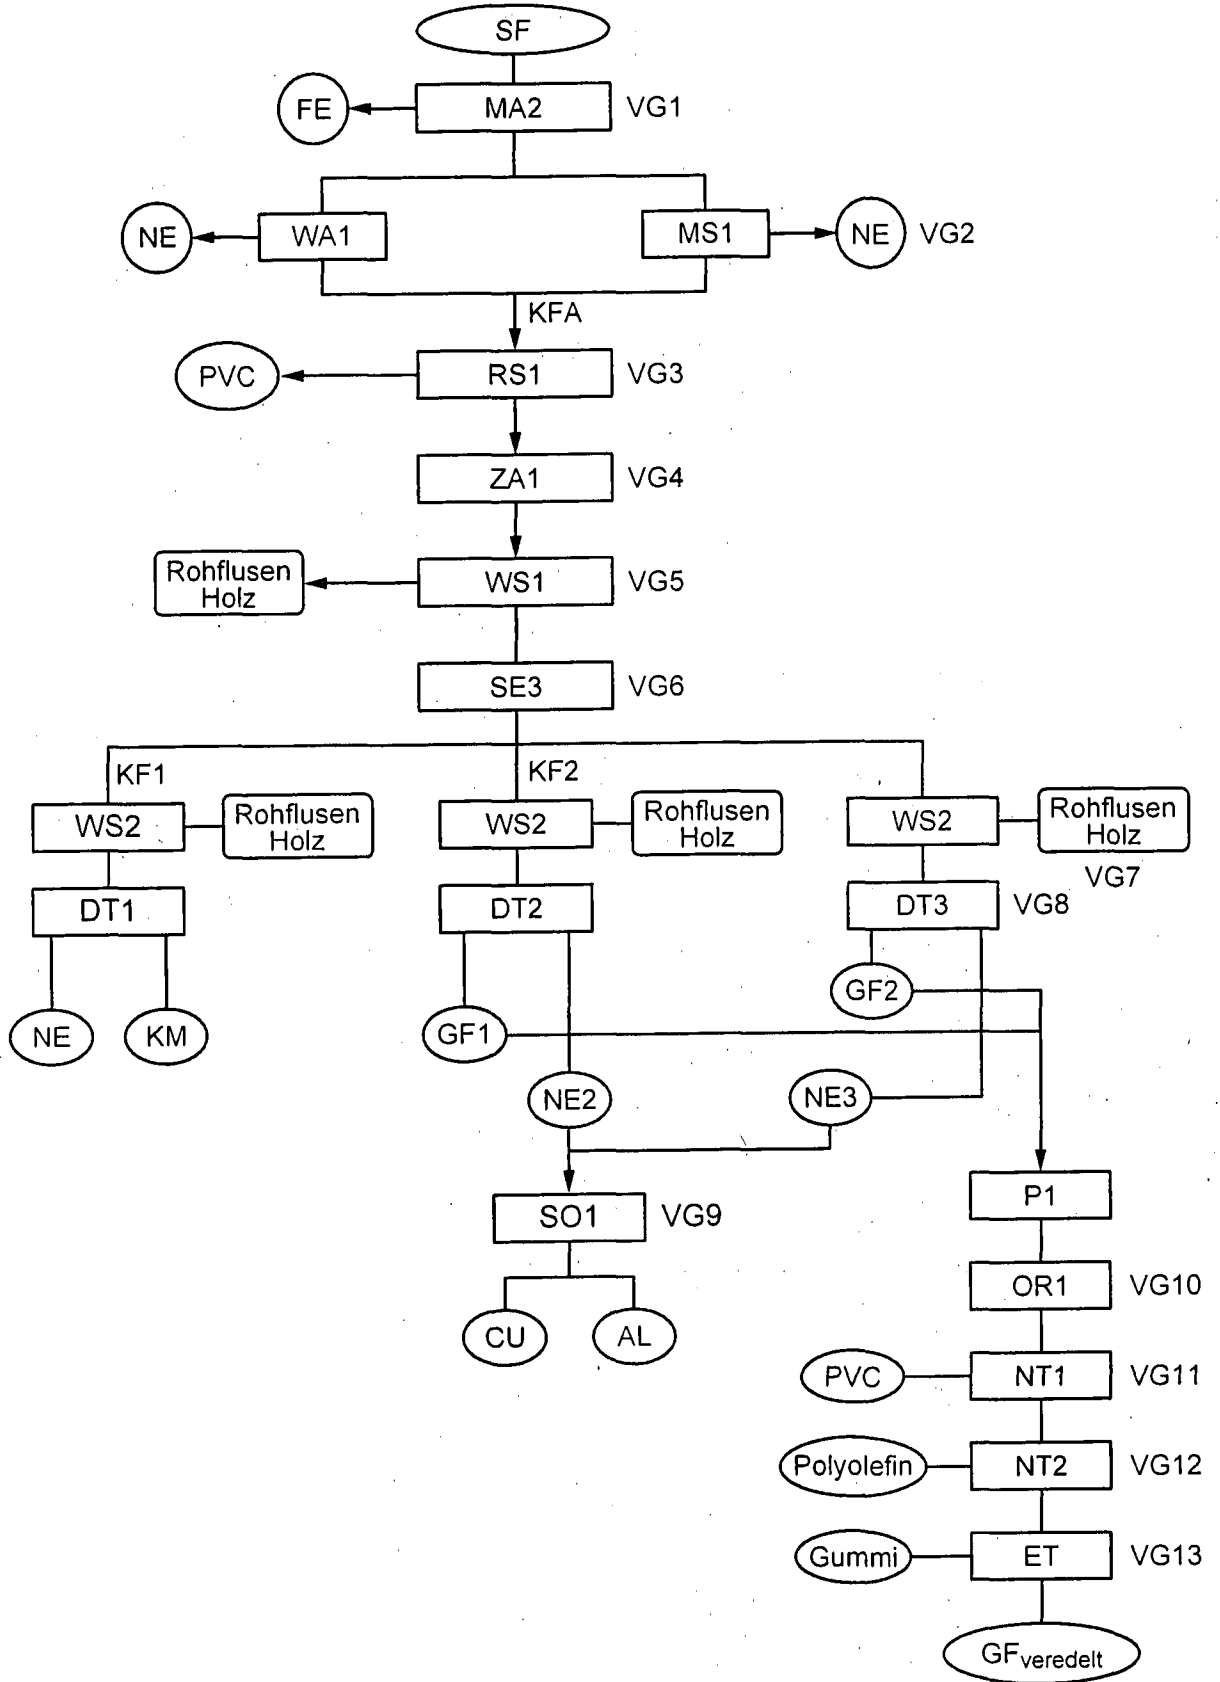 SF
FE
MA2
VG1
NE
WA1
MS1
NE
VG2
KFA
PVC
RS1
VG3
ZA1
VG4
Rohflusen
Holz
WS1
VG5
SE3
VG6
KF1
KF2
WS2
Rohflusen
Holz
WS2
Rohflusen
Holz
WS2
Rohflusen
Holz
VG7
DT1
DT2
DT3
VG8
GF2
NE
KM
GF1
NE2
NE3
P1
SO1
VG9
OR1
VG10
CU
AL
PVC
NT1
VG11
Polyolefin
NT2
VG12
Gummi
ET
VG13
GFveredelt